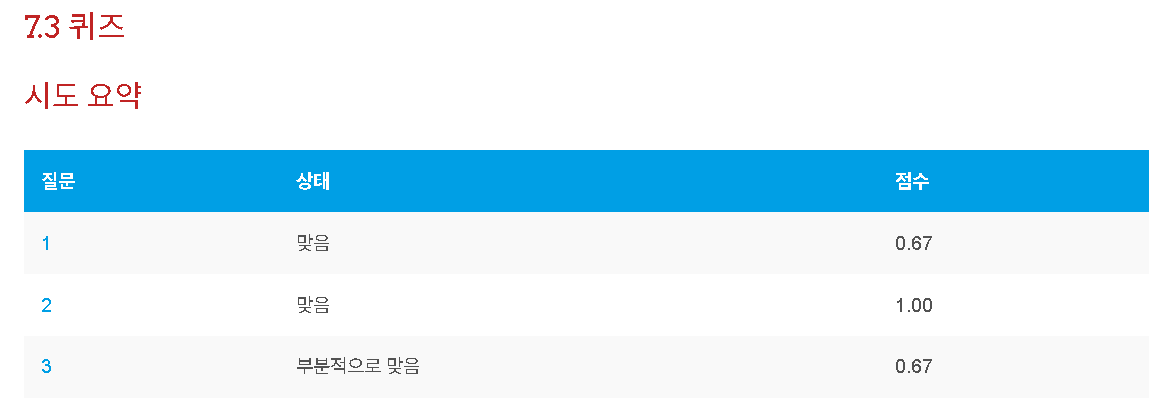 7.3 퀴즈
시도 요약
질문 상태 점수
1 맞음 0.67
2 맞음 1.00
3 부분적으로 맞음 0.67